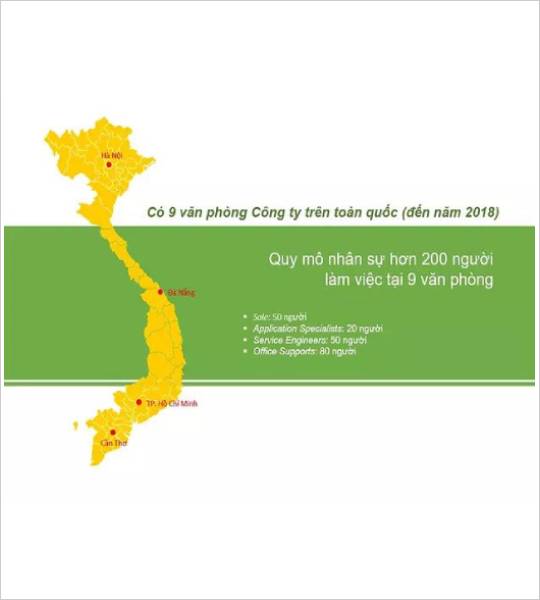 Hà Nội
Có 9 văn phòng Công ty trên toàn quốc (đến năm 2018)
Quy mô nhân sự hơn 200 người
làm việc tại 9 văn phòng
Đà Nẵng
▪ Sale: 50 người
▪ Application Specialists: 20 người
▪ Service Engineers: 50 người
▪ Office Supports: 80 người
TP. Hồ Chí Minh
Cần Thơ